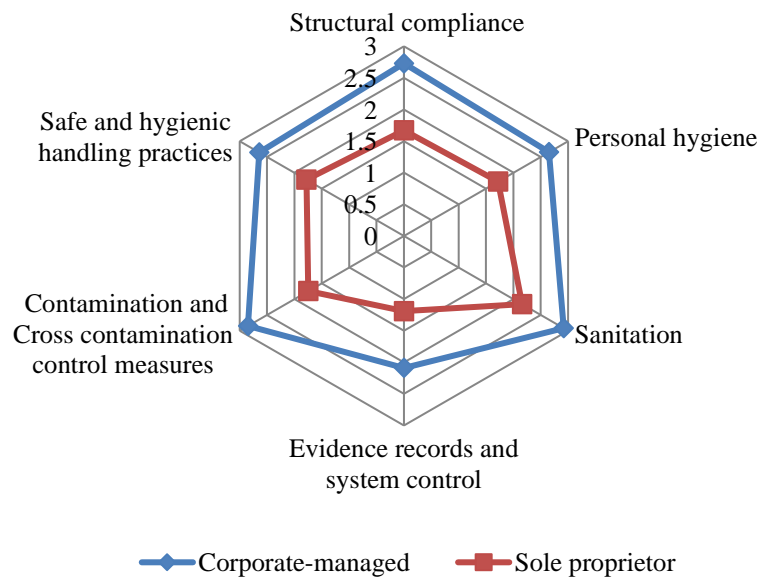 Structural compliance
3
2.5
2
1.5
1
0.5
0
Safe and hygienic
handling practices
Personal hygiene
Contamination and
Cross contamination
control measures
Sanitation
Evidence records and
system control
Corporate-managed
Sole proprietor